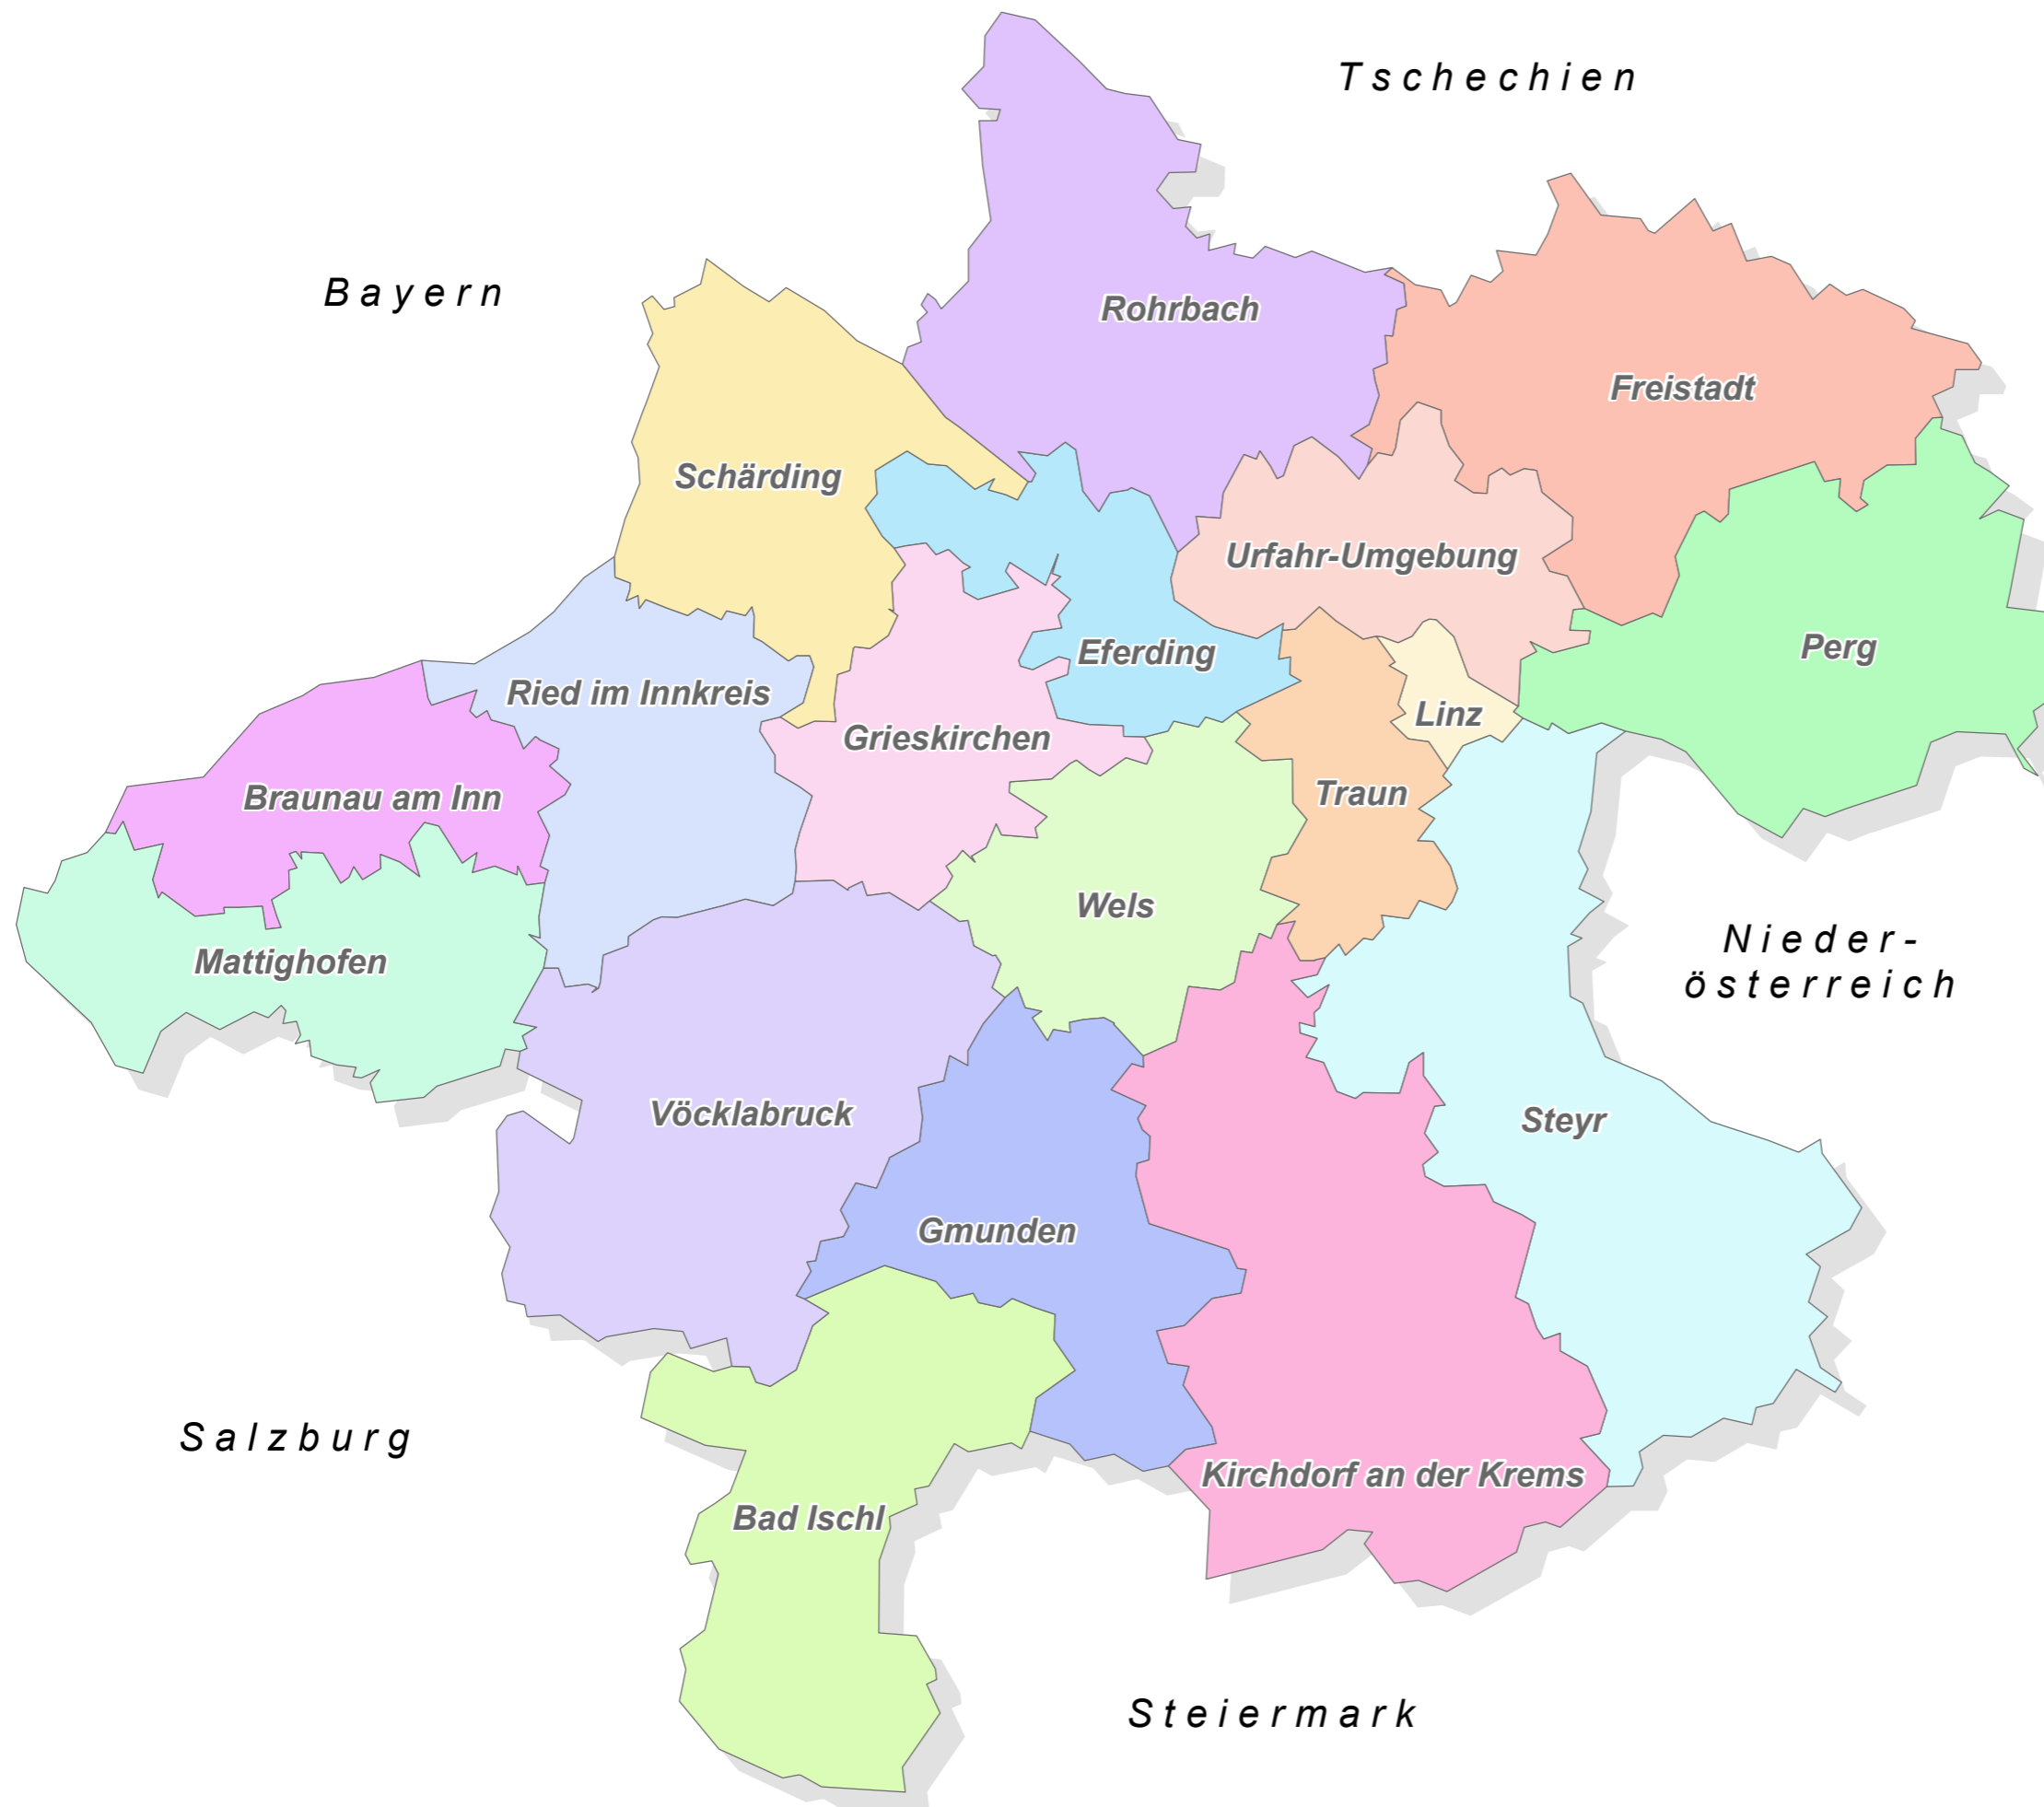 Tschechien
Bayern
Rohrbach
Freistadt
Schärding
Urfahr-Umgebung
Perg
Eferding
Ried im Innkreis
Linz
Grieskirchen
Traun
Braunau am Inn
Wels
Nieder-
österreich
Mattighofen
Vöcklabruck
Steyr
Gmunden
Salzburg
Kirchdorf an der Krems
Bad Ischl
Steiermark